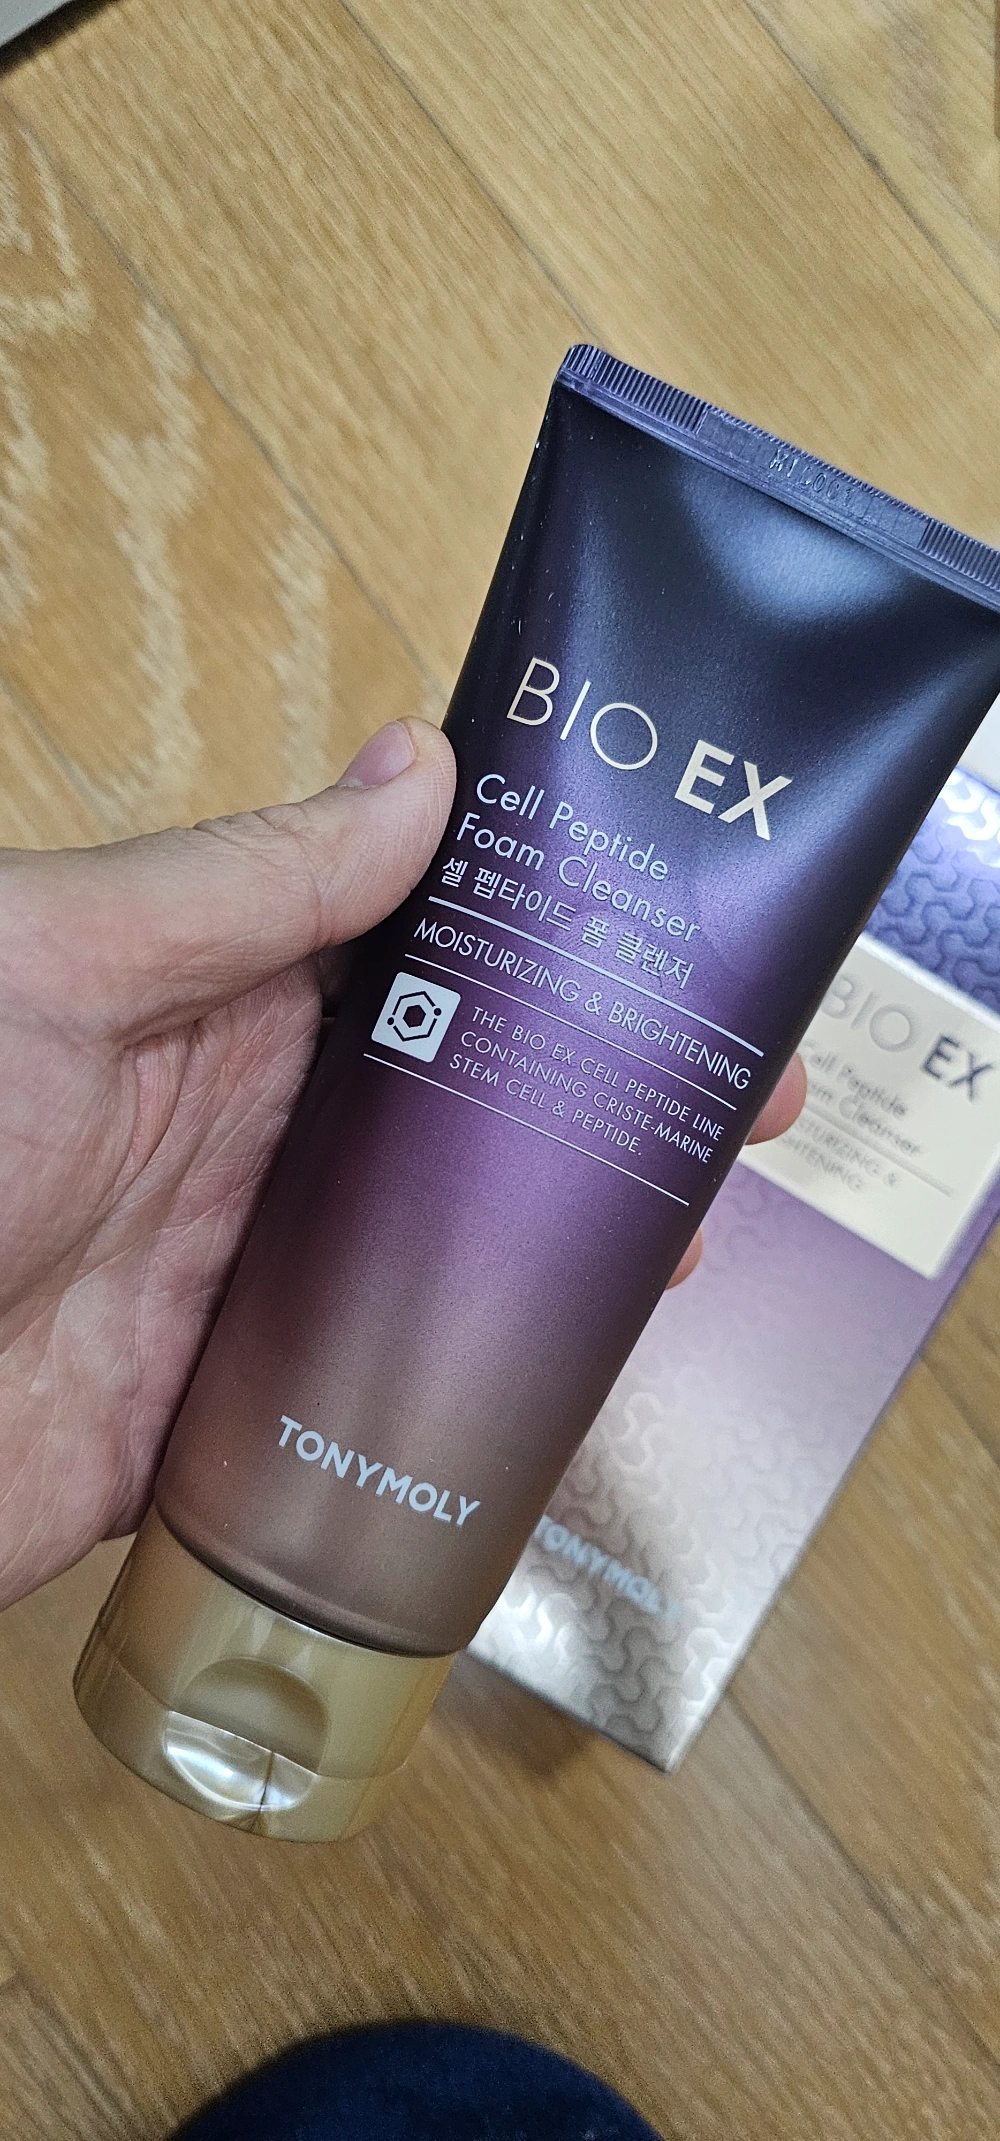 BIO EX
Cell Peptide
Foam Cleanser
셀 펩타이드 폼 클렌저
MOISTURIZING & BRIGHTENING
THE BIO EX CELL PEPTIDE LINE
CONTAINING CRISTE-MARINE
STEM CELL & PEPTIDE.
TONYMOLY
BIO EX
Cell Peptide
Cleanser
&
TONYMOLY